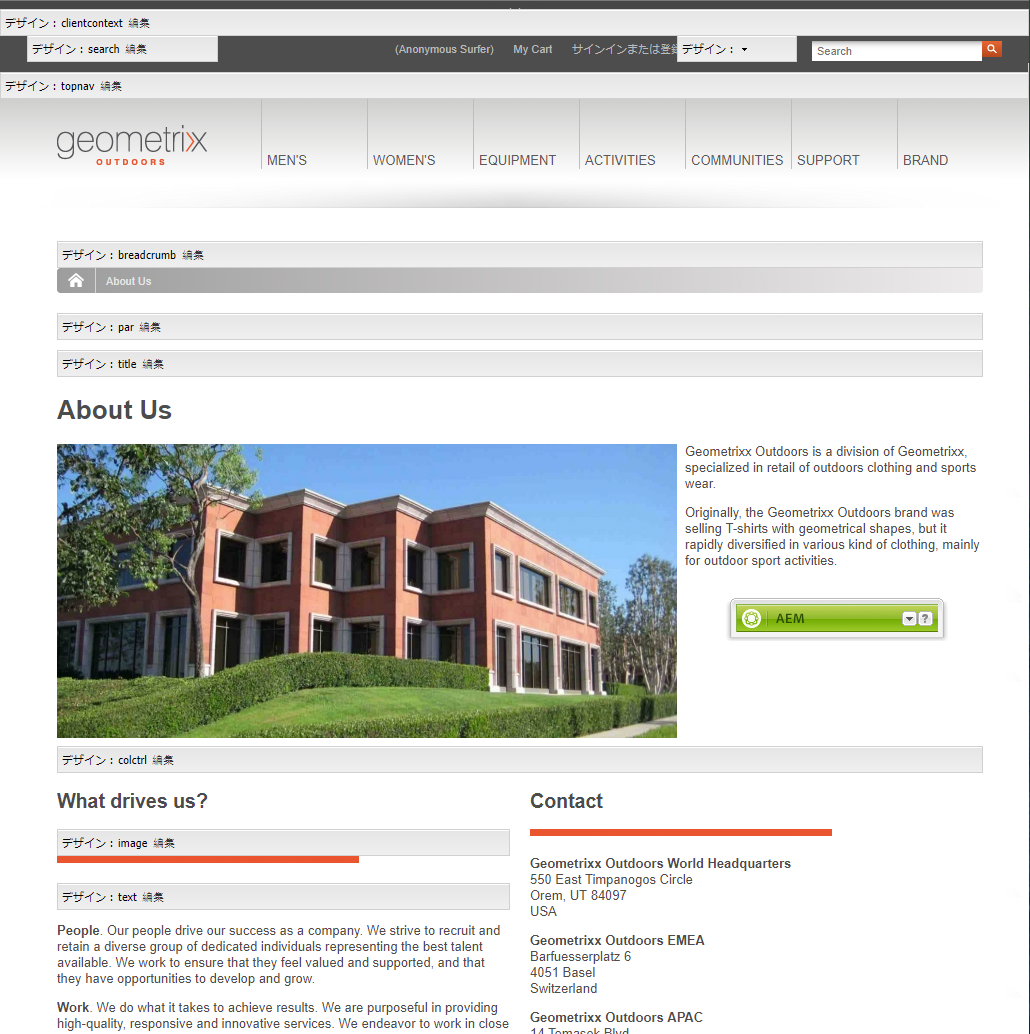 デザイン : clientcontext 編集
デザイン : search 編集
(Anonymous Surfer) My Cart サインインまたは登録
デザイン :
Search
デザイン : topnav 編集
geometrixx
OUTDOORS
MEN'S WOMEN'S EQUIPMENT ACTIVITIES COMMUNITIES SUPPORT BRAND
デザイン : breadcrumb 編集
About Us
デザイン : par 編集
デザイン : title 編集
About Us
Geometrixx Outdoors is a division of Geometrixx,
specialized in retail of outdoors clothing and sports
wear.
Originally, the Geometrixx Outdoors brand was
selling T-shirts with geometrical shapes, but it
rapidly diversified in various kind of clothing, mainly
for outdoor sport activities.
AEM ?
デザイン : colctrl 編集
What drives us?
デザイン : image 編集
デザイン : text 編集
People. Our people drive our success as a company. We strive to recruit and
retain a diverse group of dedicated individuals representing the best talent
available. We work to ensure that they feel valued and supported, and that
they have opportunities to develop and grow.
Work. We do what it takes to achieve results. We are purposeful in providing
high-quality, responsive and innovative services. We endeavor to work in close
Contact
Geometrixx Outdoors World Headquarters
550 East Timpanogos Circle
Orem, UT 84097
USA
Geometrixx Outdoors EMEA
Barfuesserplatz 6
4051 Basel
Switzerland
Geometrixx Outdoors APAC
14 Tomasek Blvd